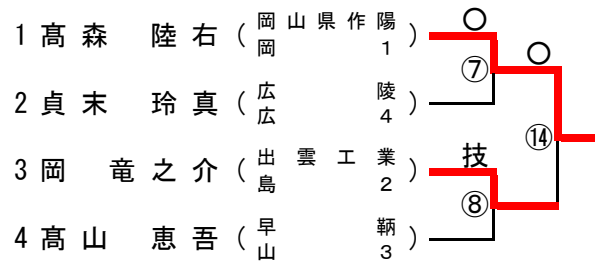 1 髙森 陸右 (岡山県作陽 岡 1)
2 貞末 玲真 (広陵 広 4)
3 岡 竜之介 (出雲工業 島 2)
4 髙山 恵吾 (早鞆 山 3)
○
⑦
○
⑭
技
⑧